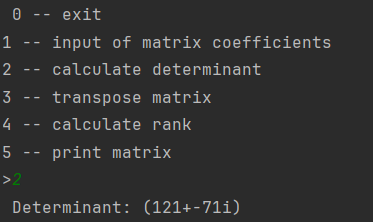 0 -- exit
1 -- input of matrix coefficients
2 -- calculate determinant
3 -- transpose matrix
4 -- calculate rank
5 -- print matrix
>2
Determinant: (121+-71i)